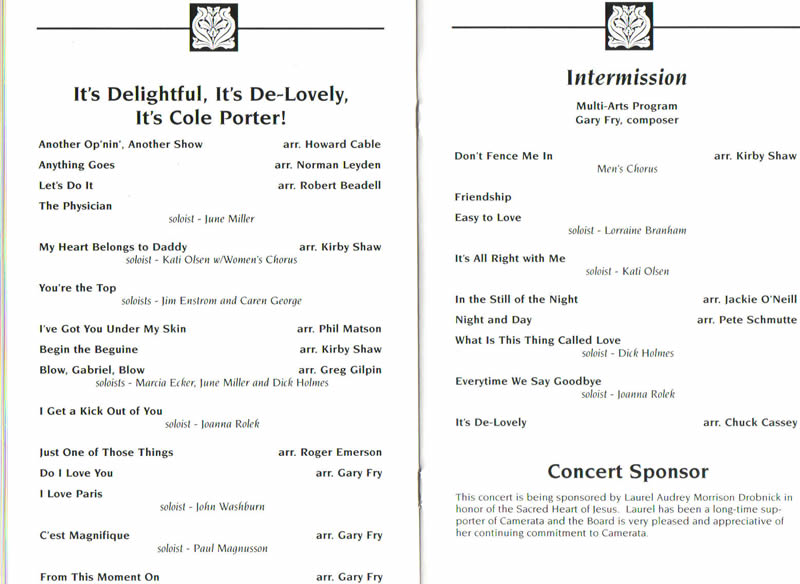 It's Delightful, It's De-Lovely,
It's Cole Porter!
Another Op'nin', Another Show arr. Howard Cable
Anything Goes arr. Norman Leyden
Let's Do It arr. Robert Beadell
The Physician
soloist - June Miller
My Heart Belongs to Daddy arr. Kirby Shaw
soloist - Kati Olsen w/Women's Chorus
You're the Top
soloists - Jim Enstrom and Caren George
I've Got You Under My Skin arr. Phil Matson
Begin the Beguine arr. Kirby Shaw
Blow, Gabriel, Blow arr. Greg Gilpin
soloists - Marcia Ecker, June Miller and Dick Holmes
I Get a Kick Out of You
soloist - Joanna Rolek
Just One of Those Things arr. Roger Emerson
Do I Love You arr. Gary Fry
I Love Paris
soloist - John Washburn
C'est Magnifique arr. Gary Fry
soloist - Paul Magnusson
From This Moment On arr. Gary Fry
Intermission
Multi-Arts Program
Gary Fry, composer
Don't Fence Me In arr. Kirby Shaw
Men's Chorus
Friendship
Easy to Love
soloist - Lorraine Branham
It's All Right with Me
soloist - Kati Olsen
In the Still of the Night arr. Jackie O'Neill
Night and Day arr. Pete Schmutte
What Is This Thing Called Love
soloist - Dick Holmes
Everytime We Say Goodbye
soloist - Joanna Rolek
It's De-Lovely arr. Chuck Cassey
Concert Sponsor
This concert is being sponsored by Laurel Audrey Morrison Drobnick in
honor of the Sacred Heart of Jesus. Laurel has been a long-time sup-
porter of Camerata and the Board is very pleased and appreciative of
her continuing commitment to Camerata.